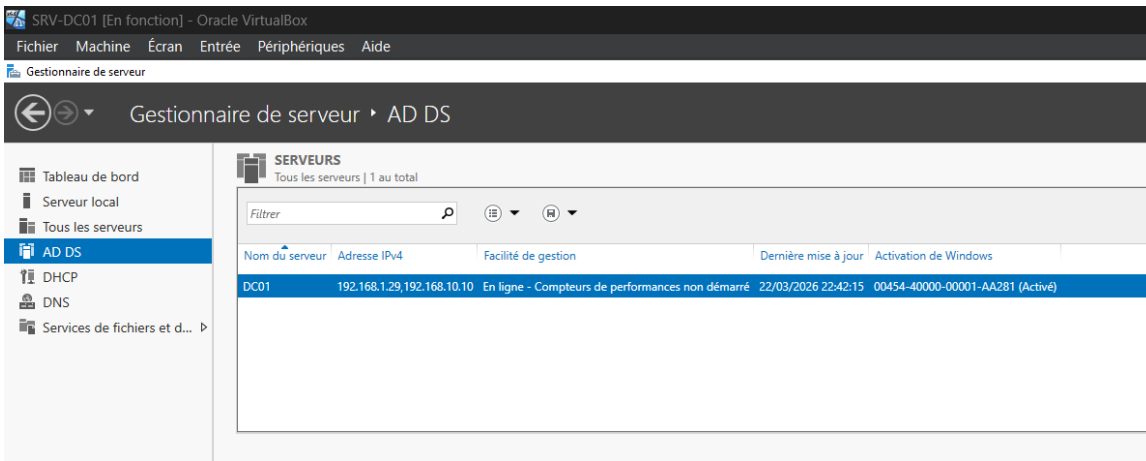 SRV-DC01 [En fonction] - Oracle VirtualBox
Fichier Machine Écran Entrée Périphériques Aide
Gestionnaire de serveur
Gestionnaire de serveur ‣ AD DS
Tableau de bord
Serveur local
Tous les serveurs
AD DS
DHCP
DNS
Services de fichiers et d...
SERVEURS
Tous les serveurs | 1 au total
Filtrer
Nom du serveur Adresse IPv4 Facilité de gestion Dernière mise à jour Activation de Windows
DC01 192.168.1.29,192.168.10.10 En ligne - Compteurs de performances non démarré 22/03/2026 22:42:15 00454-40000-00001-AA281 (Activé)